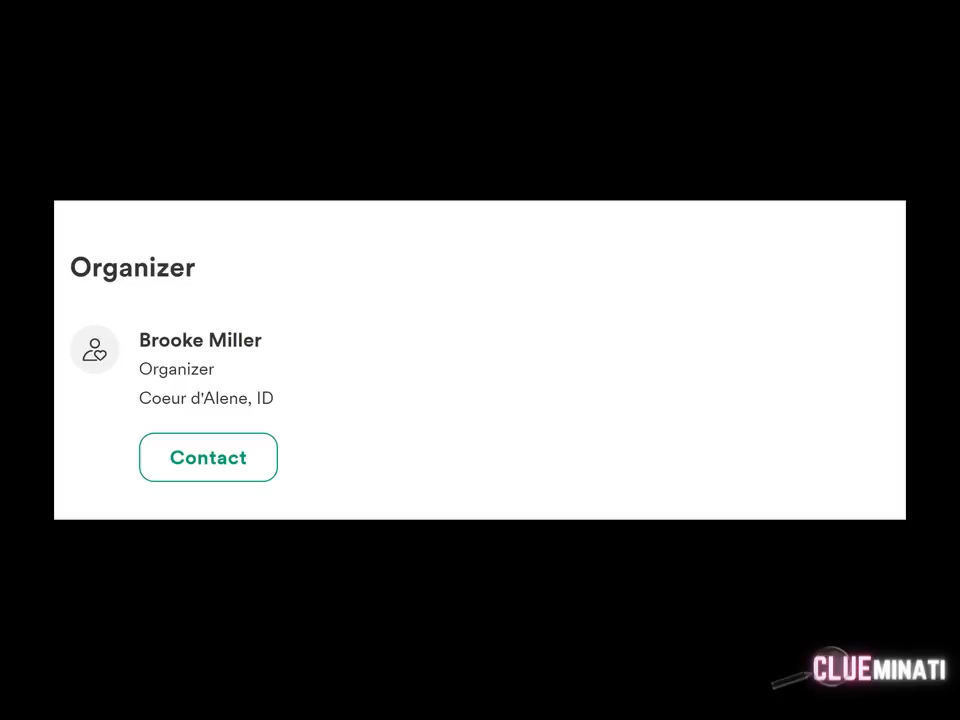 Organizer
Brooke Miller
Organizer
Coeur d'Alene, ID
Contact
CLUEMINATI